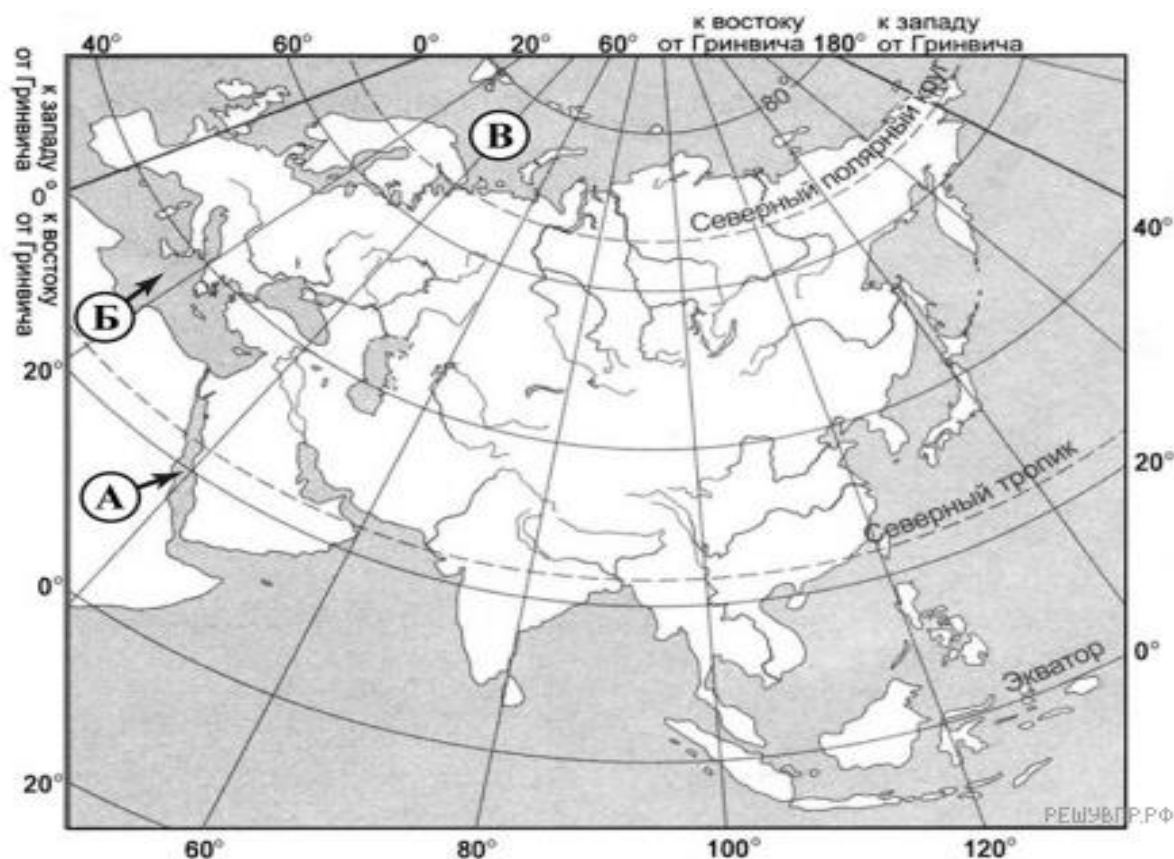 40° 60° 0° 20° 60° к востоку от Гринвича 180° к западу от Гринвича
к западу от Гринвича
0°
к востоку от Гринвича
80°
В
Северный полярный круг
40°
Б
20°
А
Северный тропик
20°
0°
Экватор
0°
20°
РЕШУВПР.РФ
60° 80° 100° 120°